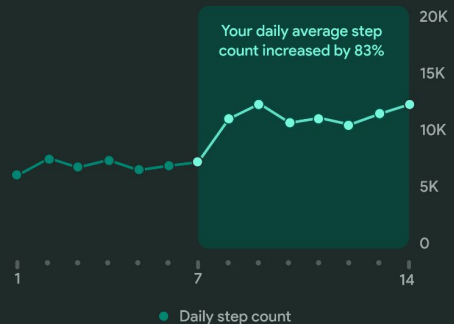 Your daily average step
count increased by 83%
20K
15K
10K
5K
0
1
7
14
Daily step count